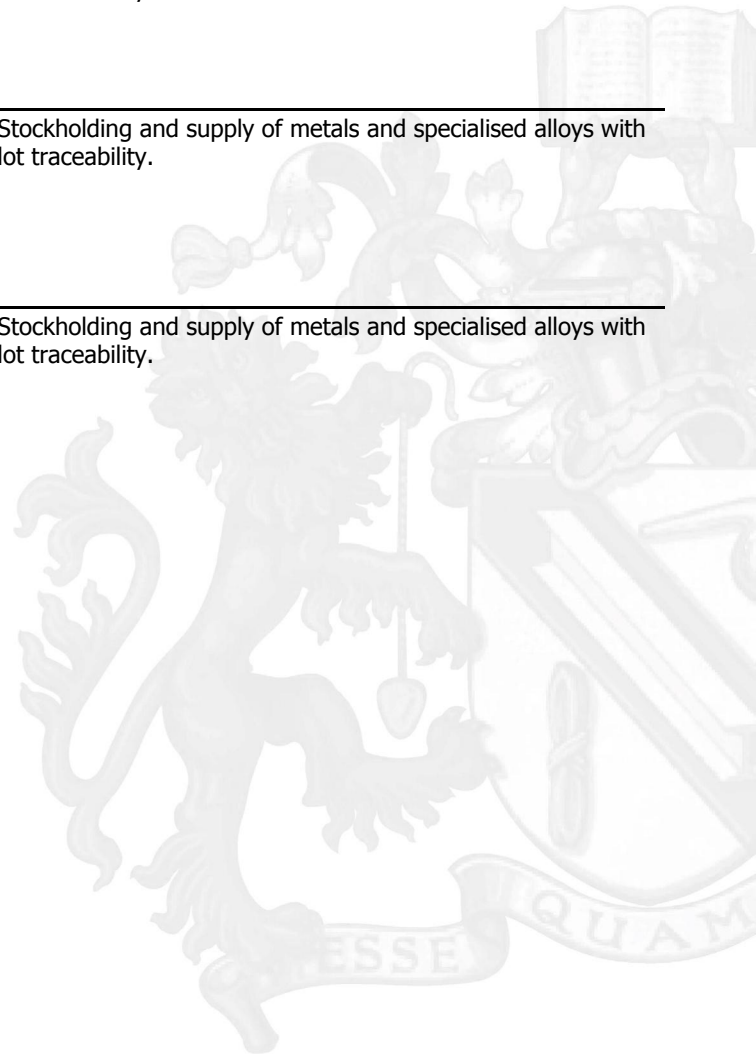 Stockholding and supply of metals and specialised alloys with
lot traceability.
Stockholding and supply of metals and specialised alloys with
lot traceability.
ESSE
QUAM